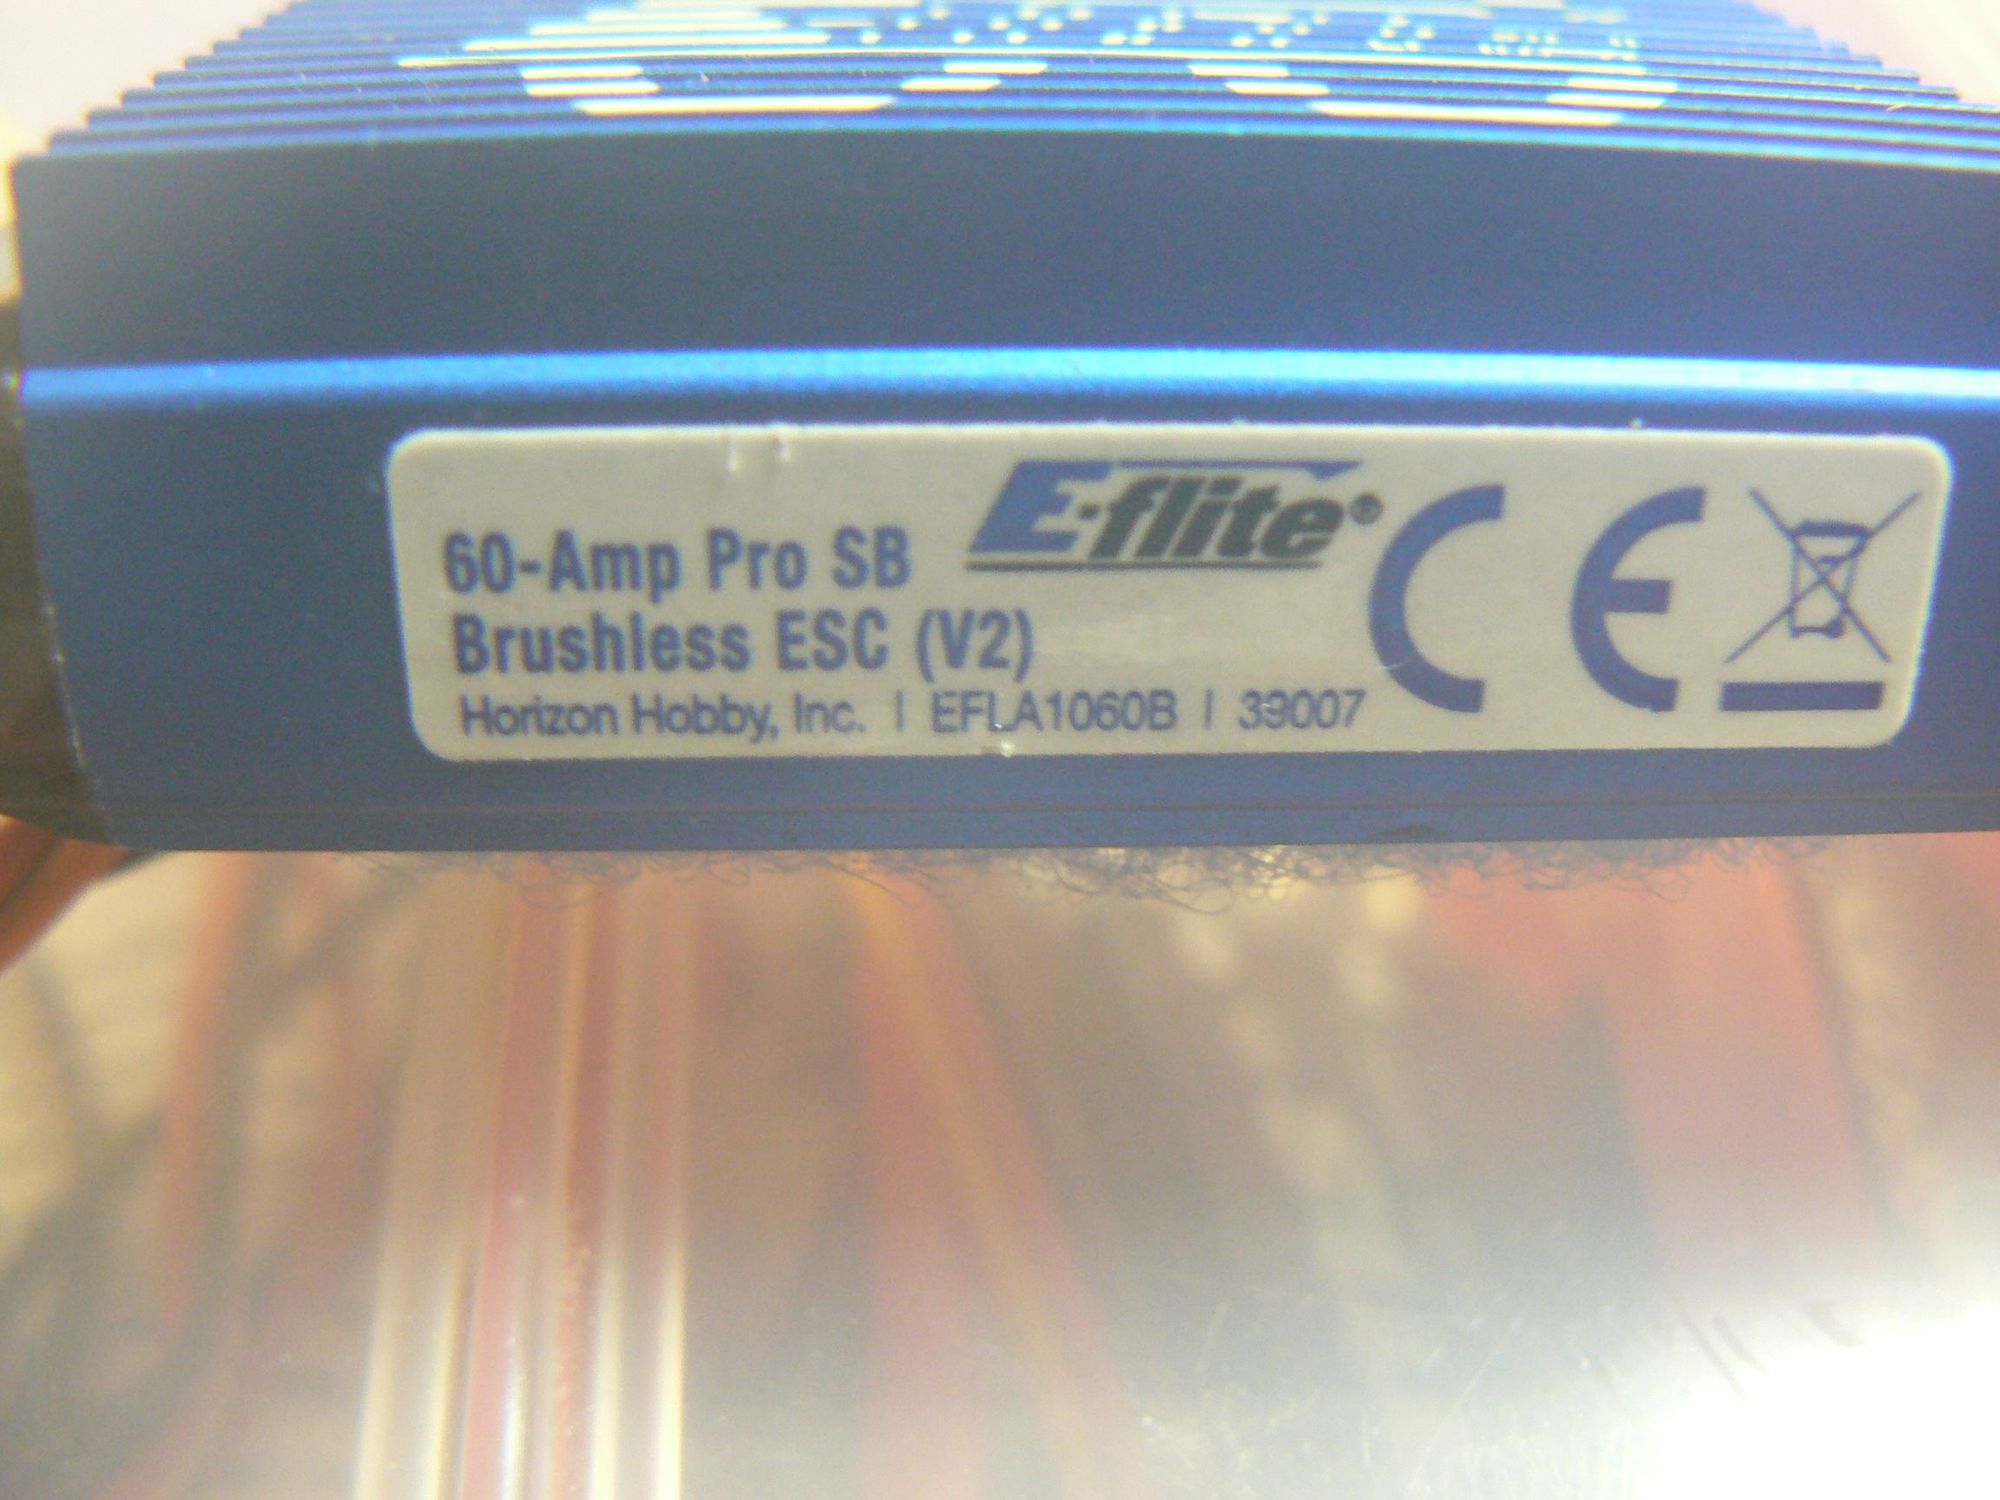 E-flite®
60-Amp Pro SB
Brushless ESC (V2)
Horizon Hobby, Inc. | EFLA1060B | 39007
CE